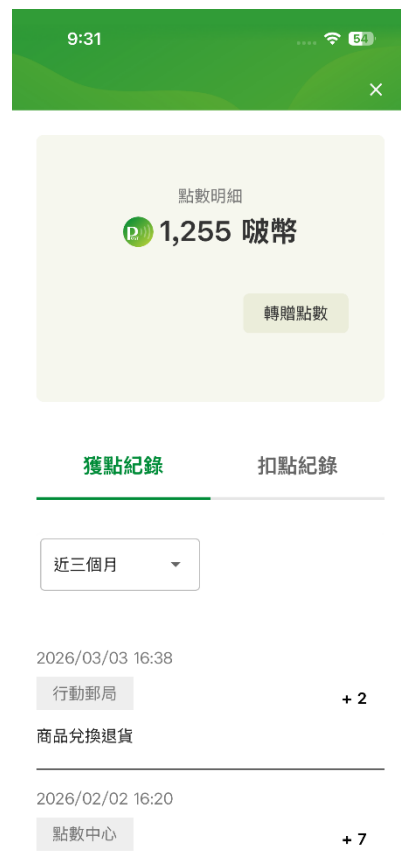 9:31
54
×
點數明細
1,255 啵幣
轉贈點數
獲點紀錄 扣點紀錄
近三個月
2026/03/03 16:38
行動郵局
+ 2
商品兌換退貨
2026/02/02 16:20
點數中心
+ 7